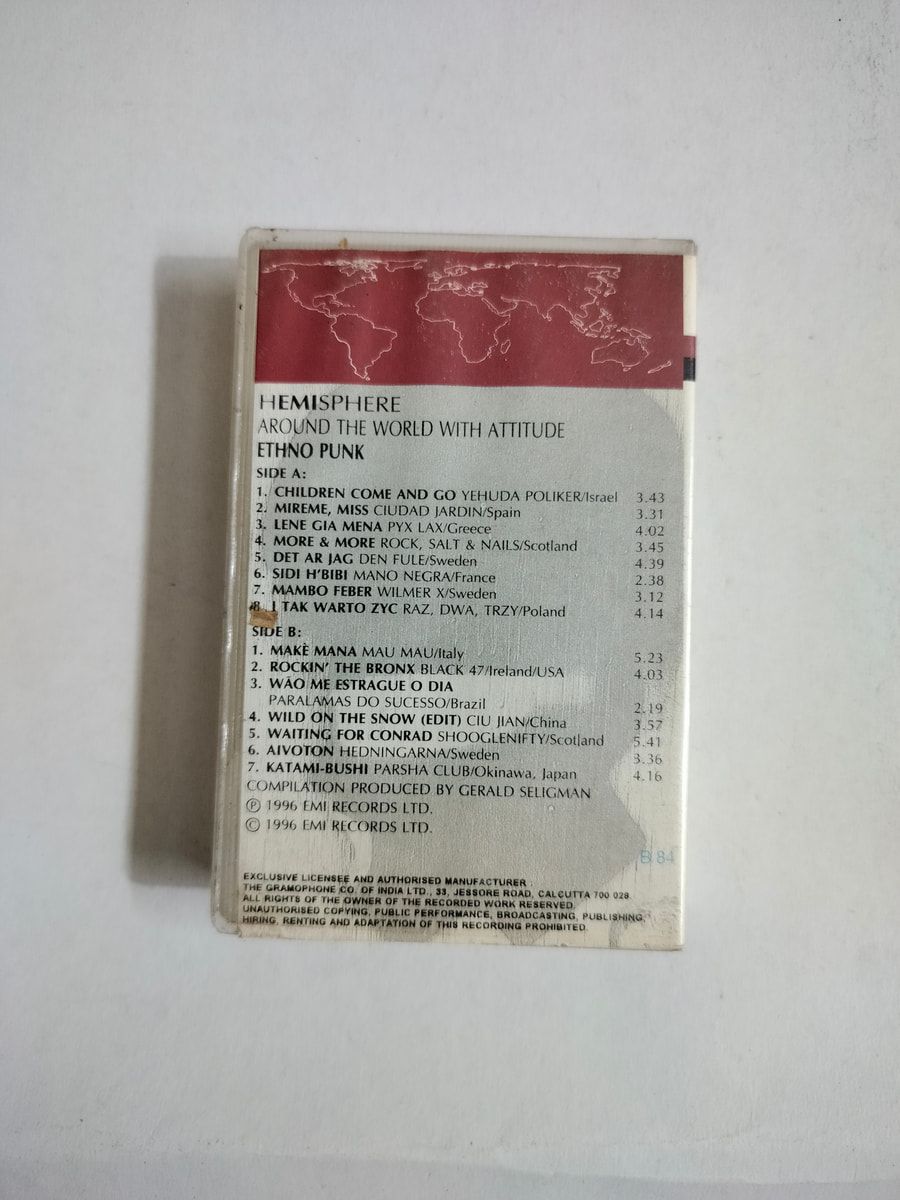 HEMISPHERE
AROUND THE WORLD WITH ATTITUDE
ETHNO PUNK
SIDE A:
1. CHILDREN COME AND GO YEHUDA POLIKER/Israel 3.43
2. MIREME, MISS CIUDAD JARDIN/Spain 3.31
3. LENE GIA MENA PYX LAX/Greece 4.02
4. MORE & MORE ROCK, SALT & NAILS/Scotland 3.45
5. DET AR JAG DEN FULE/Sweden 4.39
6. SIDI H'BIBI MANO NEGRA/France 2.38
7. MAMBO FEBER WILMER X/Sweden 3.12
8. I TAK WARTO ZYC RAZ, DWA, TRZY/Poland 4.14
SIDE B:
1. MAKÈ MANA MAU MAU/Italy 5.23
2. ROCKIN' THE BRONX BLACK 47/Ireland/USA 4.03
3. WÃO ME ESTRAGUE O DIA
PARALAMAS DO SUCESSO/Brazil 2.19
4. WILD ON THE SNOW (EDIT) CIU JIAN/China 3.57
5. WAITING FOR CONRAD SHOOGLENIFTY/Scotland 5.41
6. AIVOTON HEDNINGARNA/Sweden 3.36
7. KATAMI-BUSHI PARSHA CLUB/Okinawa, Japan 4.16
COMPILATION PRODUCED BY GERALD SELIGMAN
℗ 1996 EMI RECORDS LTD.
© 1996 EMI RECORDS LTD.
B 84
EXCLUSIVE LICENSEE AND AUTHORISED MANUFACTURER :
THE GRAMOPHONE CO. OF INDIA LTD., 33, JESSORE ROAD, CALCUTTA 700 028.
ALL RIGHTS OF THE OWNER OF THE RECORDED WORK RESERVED.
UNAUTHORISED COPYING, PUBLIC PERFORMANCE, BROADCASTING, PUBLISHING,
HIRING, RENTING AND ADAPTATION OF THIS RECORDING PROHIBITED.